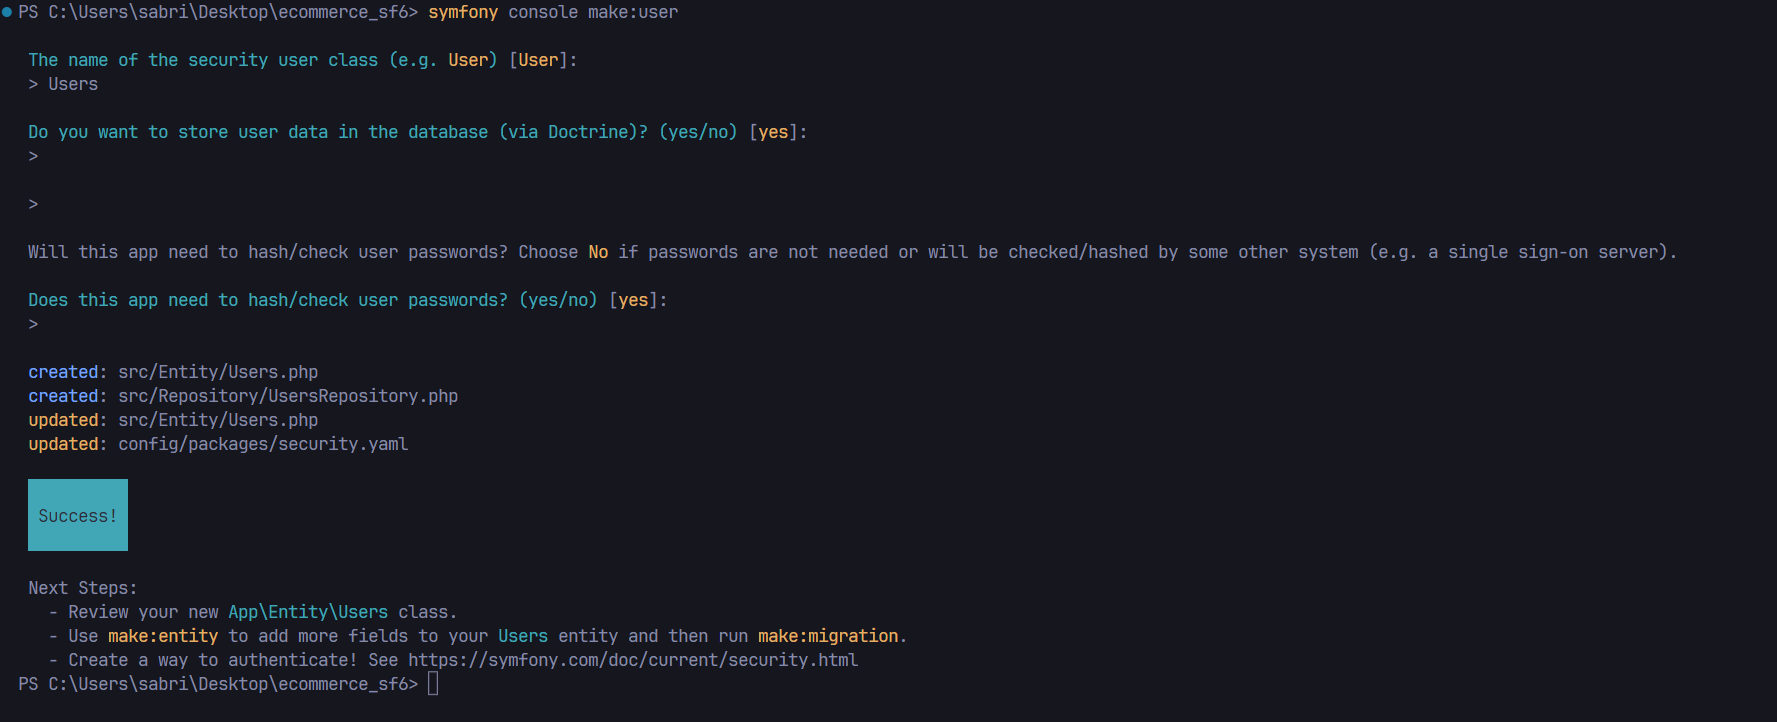 PS C:\Users\sabri\Desktop\ecommerce_sf6> symfony console make:user
The name of the security user class (e.g. User) [User]:
> Users
Do you want to store user data in the database (via Doctrine)? (yes/no) [yes]:
>
>
Will this app need to hash/check user passwords? Choose No if passwords are not needed or will be checked/hashed by some other system (e.g. a single sign-on server).
Does this app need to hash/check user passwords? (yes/no) [yes]:
>
created: src/Entity/Users.php
created: src/Repository/UsersRepository.php
updated: src/Entity/Users.php
updated: config/packages/security.yaml
Success!
Next Steps:
- Review your new App\Entity\Users class.
- Use make:entity to add more fields to your Users entity and then run make:migration.
- Create a way to authenticate! See https://symfony.com/doc/current/security.html
PS C:\Users\sabri\Desktop\ecommerce_sf6>